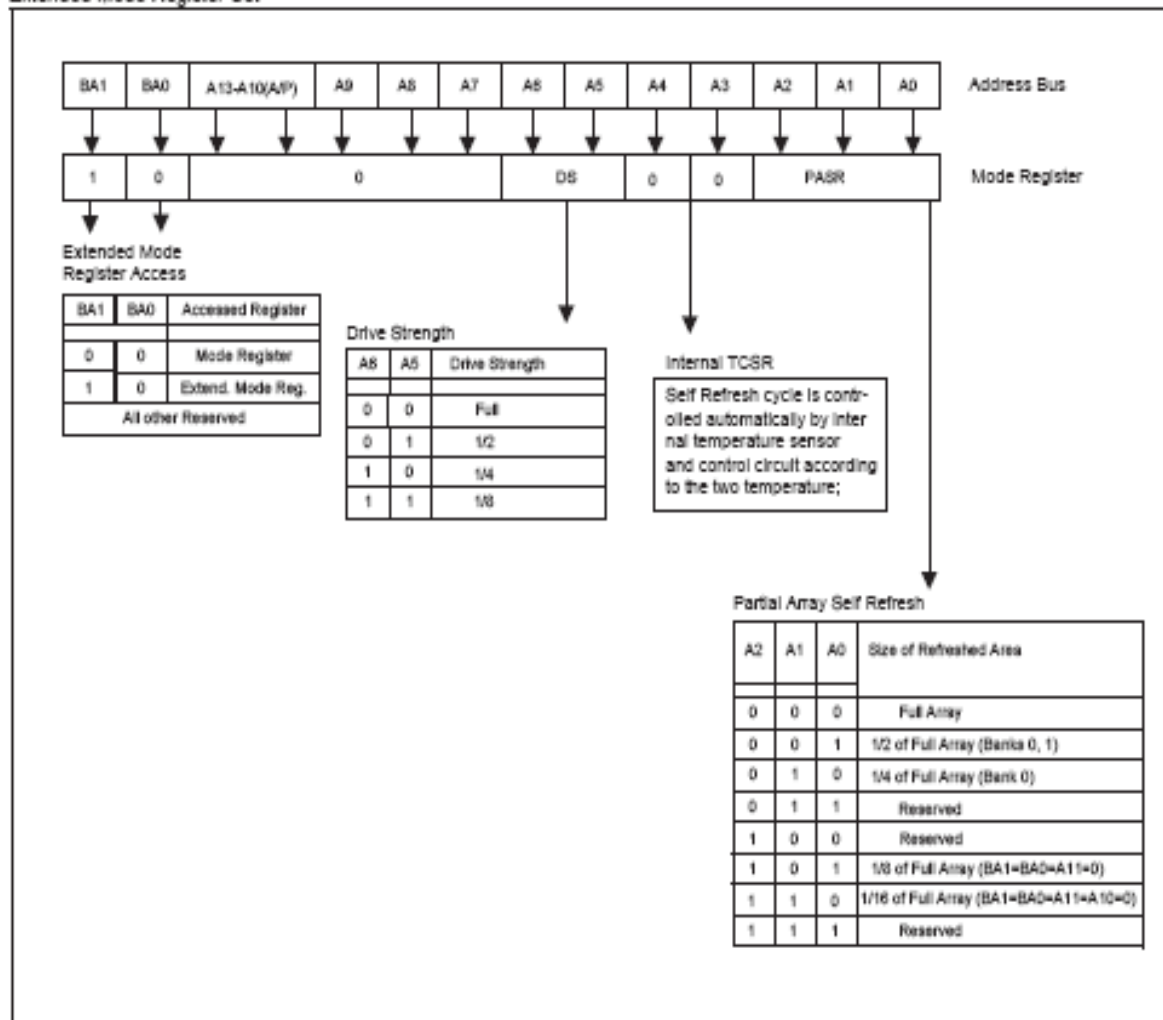 BA1 BA0 A13-A10(A/P) A9 A8 A7 A6 A5 A4 A3 A2 A1 A0 Address Bus
1 0 0 DS 0 0 PASR Mode Register
Extended Mode
Register Access
BA1 BA0 Accessed Register
0 0 Mode Register
1 0 Extend. Mode Reg.
All other Reserved
Drive Strength
A6 A5 Drive Strength
0 0 Full
0 1 1/2
1 0 1/4
1 1 1/8
Internal TCSR
Self Refresh cycle is contr-
olled automatically by inter
nal temperature sensor
and control circuit according
to the two temperature;
Partial Array Self Refresh
A2 A1 A0 Size of Refreshed Area
0 0 0 Full Array
0 0 1 1/2 of Full Array (Banks 0, 1)
0 1 0 1/4 of Full Array (Bank 0)
0 1 1 Reserved
1 0 0 Reserved
1 0 1 1/8 of Full Array (BA1=BA0=A11=0)
1 1 0 1/16 of Full Array (BA1=BA0=A11=A10=0)
1 1 1 Reserved